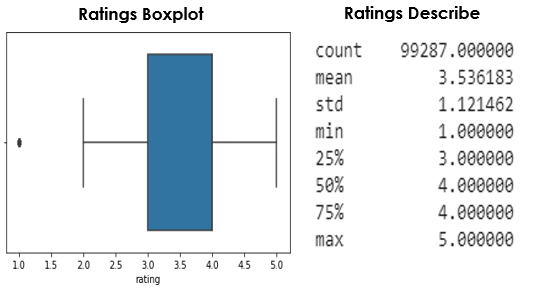 Ratings Boxplot
1.0 1.5 2.0 2.5 3.0 3.5 4.0 4.5 5.0
rating
Ratings Describe
count 99287.000000
mean 3.536183
std 1.121462
min 1.000000
25% 3.000000
50% 4.000000
75% 4.000000
max 5.000000